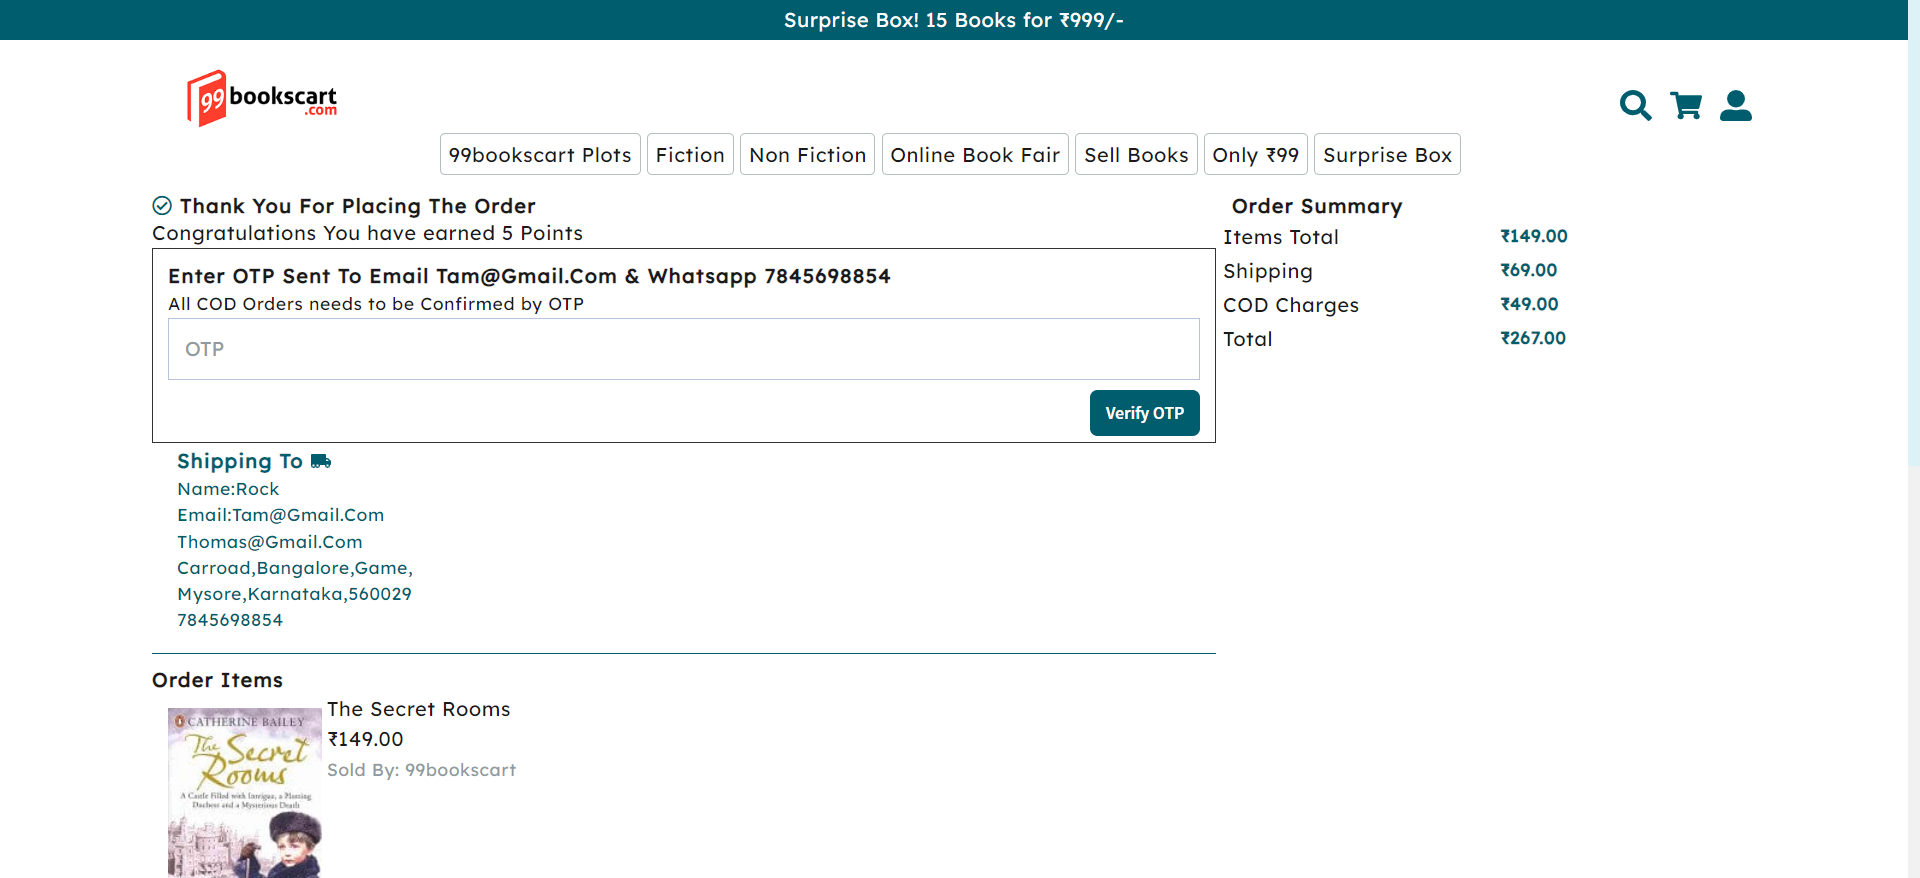 Surprise Box! 15 Books for ₹999/-
99 bookscart
.com
99bookscart Plots
Fiction
Non Fiction
Online Book Fair
Sell Books
Only ₹99
Surprise Box
Thank You For Placing The Order
Congratulations You have earned 5 Points
Enter OTP Sent To Email Tam@Gmail.Com & Whatsapp 7845698854
All COD Orders needs to be Confirmed by OTP
OTP
Verify OTP
Order Summary
Items Total ₹149.00
Shipping ₹69.00
COD Charges ₹49.00
Total ₹267.00
Shipping To
Name:Rock
Email:Tam@Gmail.Com
Thomas@Gmail.Com
Carroad,Bangalore,Game,
Mysore,Karnataka,560029
7845698854
Order Items
CATHERINE BAILEY
The Secret
Rooms
A Castle Filled with Intrigue, a Plotting
Duchess and a Mysterious Death
The Secret Rooms
₹149.00
Sold By: 99bookscart